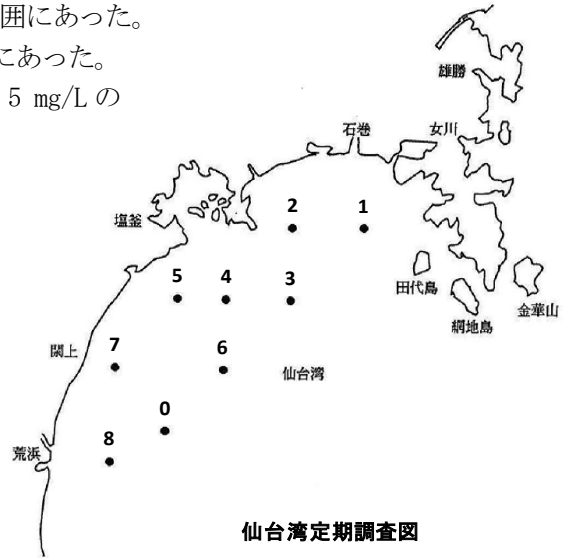 囲にあった。
にあった。
5 mg/L の
雄勝
石巻
女川
塩釜
2
1
5
4
3
田代島
網地島
金華山
閖上
7
6
仙台湾
0
荒浜
8
仙台湾定期調査図